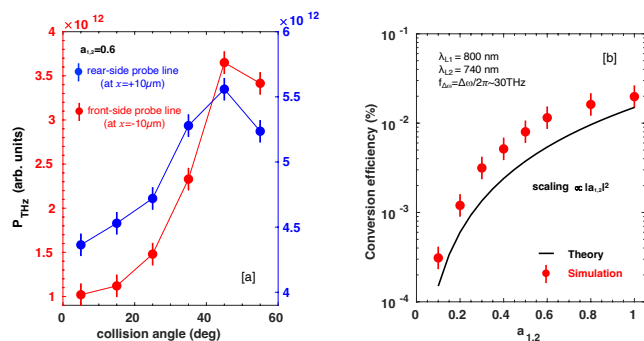 × 10¹²
× 10¹²
4
3.5
3
2.5
2
1.5
1
6
5.5
5
4.5
4
P_THz (arb. units)
a_1,2=0.6
rear-side probe line
(at x=+10μm)
front-side probe line
(at x=-10μm)
[a]
0 20 40 60
collision angle (deg)
[b]
λ_L1 = 800 nm
λ_L2 = 740 nm
f_Δω=Δω/2π~30THz
Conversion efficiency (%)
10⁻¹
10⁻²
10⁻³
10⁻⁴
scaling ∝|a_1,2|²
Theory
Simulation
0 0.2 0.4 0.6 0.8 1
a_1,2